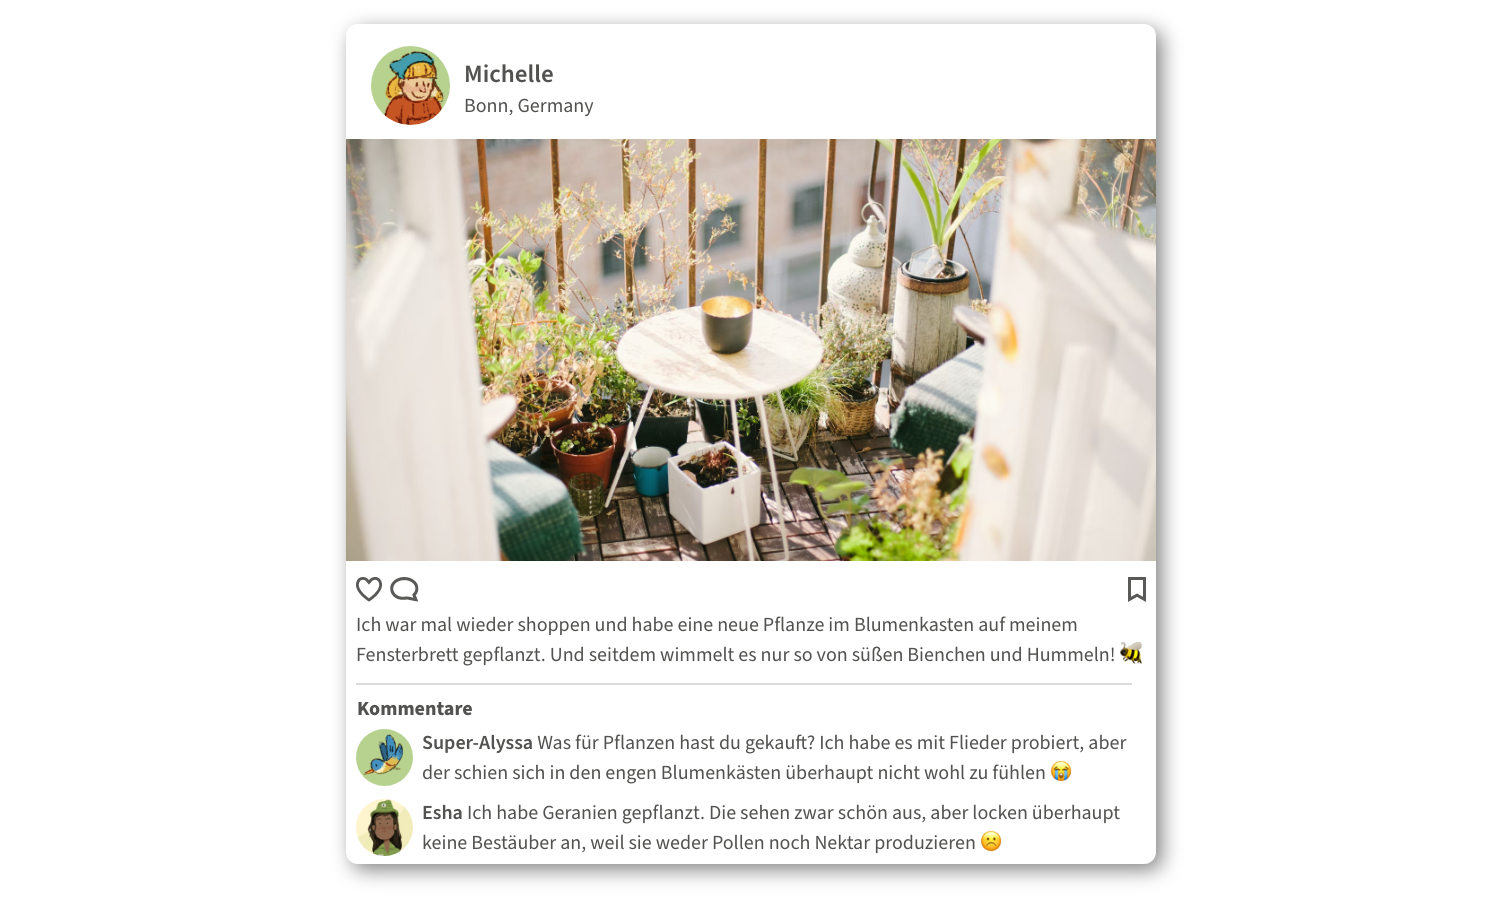 Michelle
Bonn, Germany
Ich war mal wieder shoppen und habe eine neue Pflanze im Blumenkasten auf meinem
Fensterbrett gepflanzt. Und seitdem wimmelt es nur so von süßen Bienchen und Hummeln! 🐝
Kommentare
Super-Alyssa Was für Pflanzen hast du gekauft? Ich habe es mit Flieder probiert, aber
der schien sich in den engen Blumenkästen überhaupt nicht wohl zu fühlen 😭
Esha Ich habe Geranien gepflanzt. Die sehen zwar schön aus, aber locken überhaupt
keine Bestäuber an, weil sie weder Pollen noch Nektar produzieren ☹️